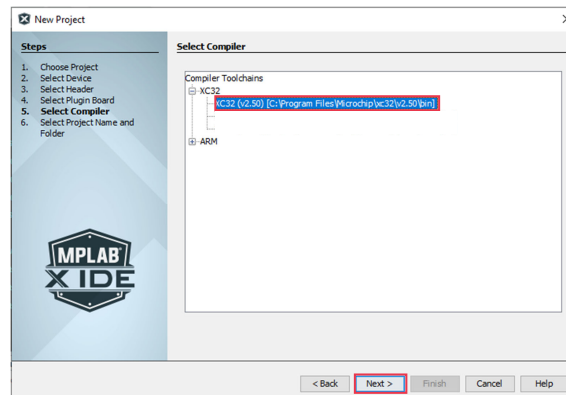 New Project
Steps
1. Choose Project
2. Select Device
3. Select Header
4. Select Plugin Board
5. Select Compiler
6. Select Project Name and
Folder
Select Compiler
Compiler Toolchains
XC32
XC32 (v2.50) [C:\Program Files\Microchip\xc32\v2.50\bin]
ARM
MPLAB
X IDE
< Back
Next >
Finish
Cancel
Help